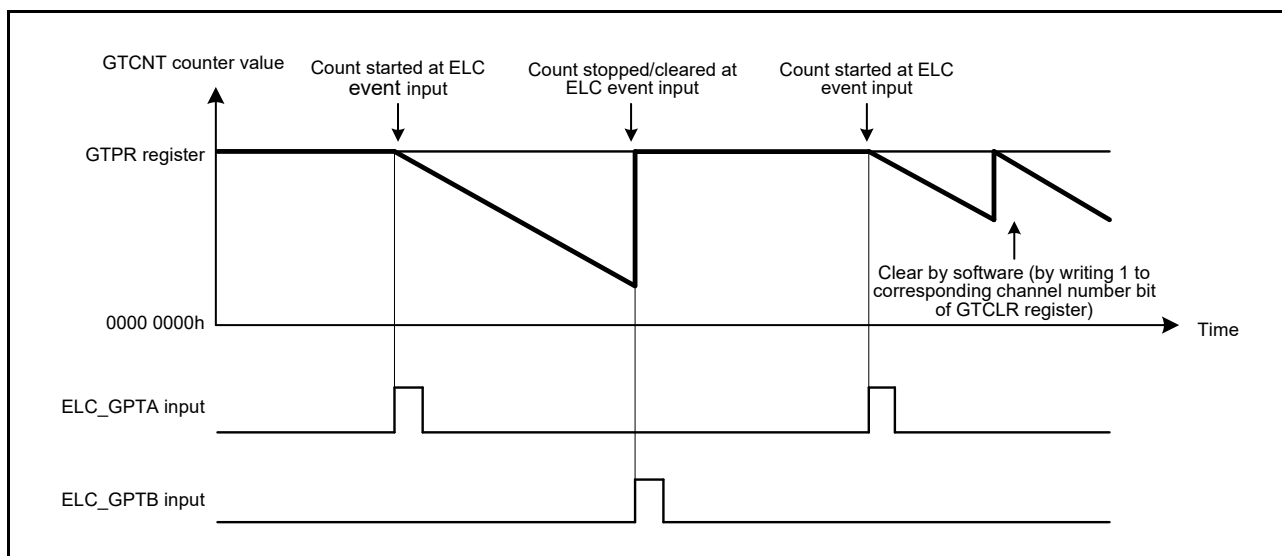 GTCNT counter value
Count started at ELC
event input
Count stopped/cleared at
ELC event input
Count started at ELC
event input
GTPR register
Clear by software (by writing 1 to
corresponding channel number bit
of GTCLR register)
0000 0000h
Time
ELC_GPTA input
ELC_GPTB input